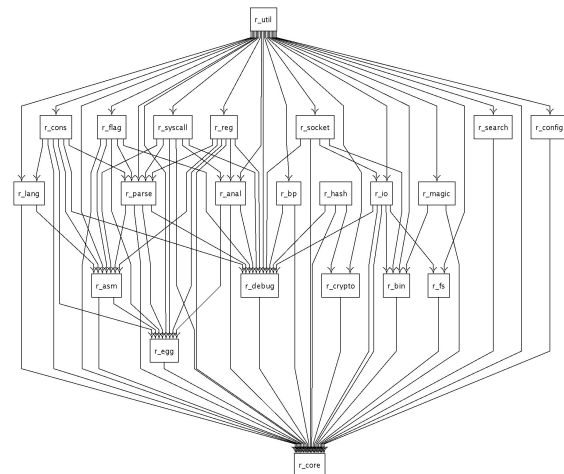 r_util
r_cons
r_flag
r_syscall
r_reg
r_socket
r_search
r_config
r_lang
r_parse
r_anal
r_bp
r_hash
r_io
r_magic
r_asm
r_debug
r_crypto
r_bin
r_fs
r_egg
r_core